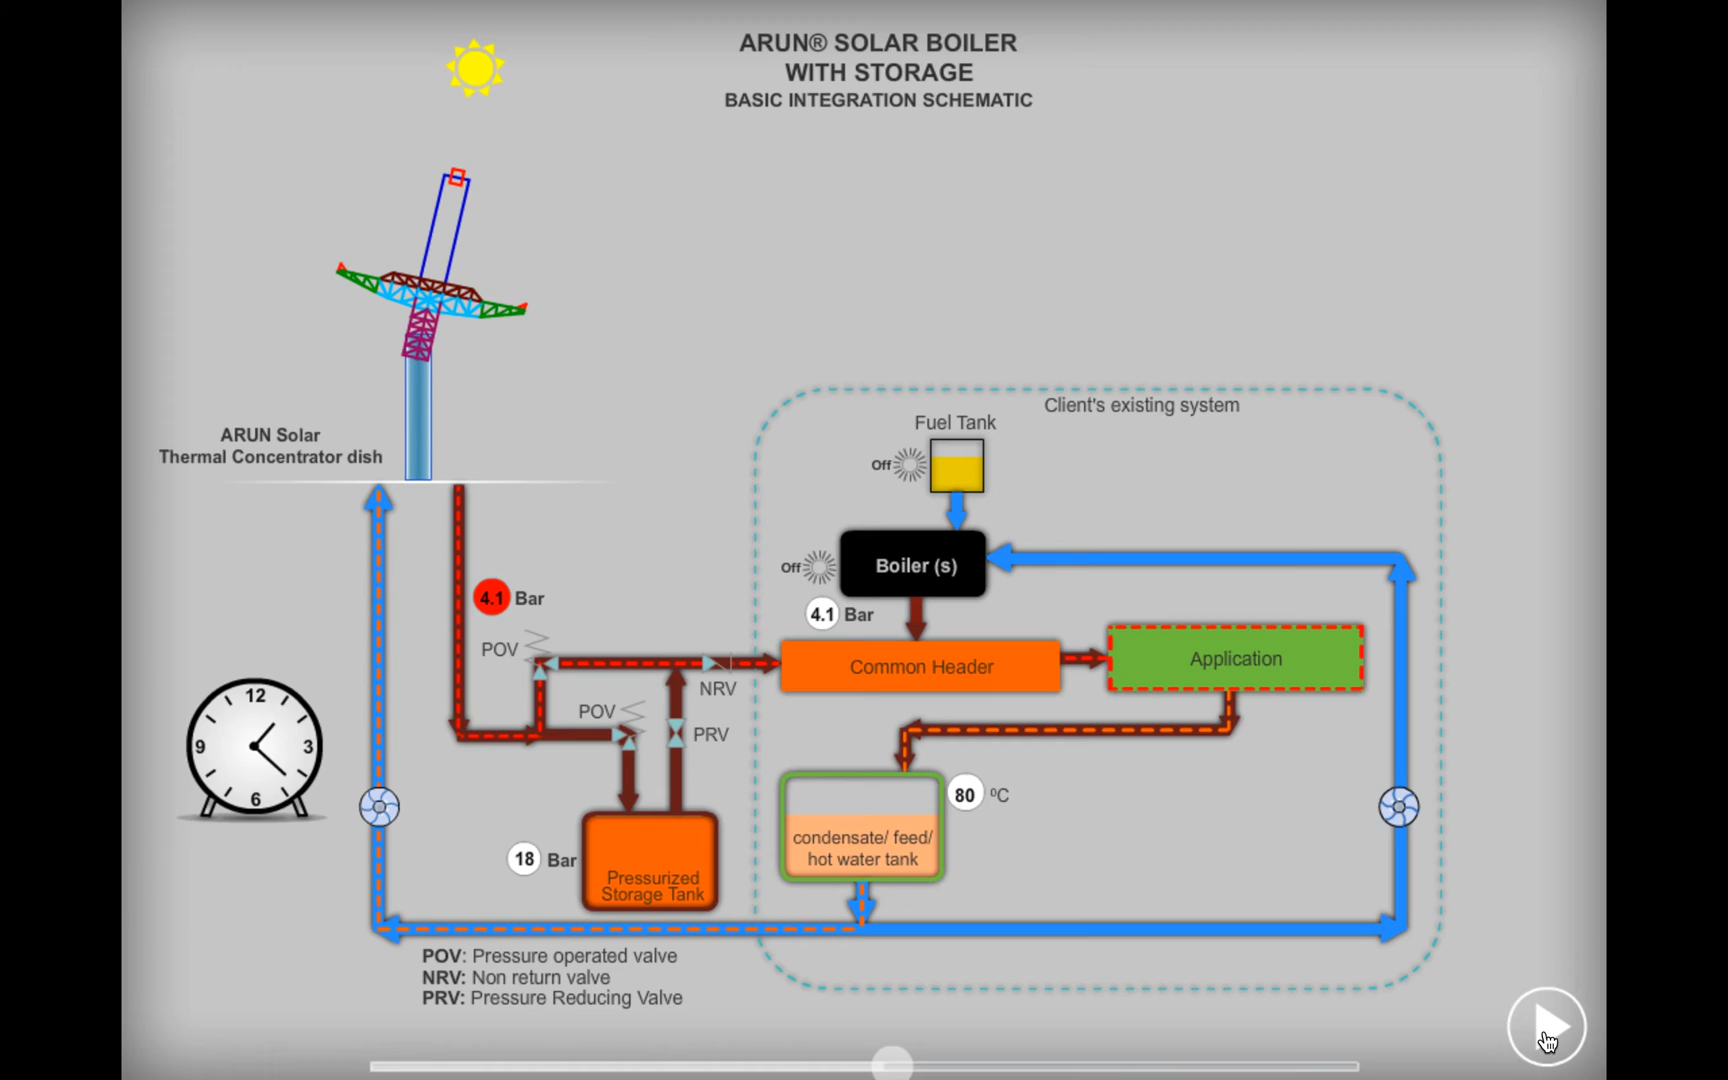 ARUN® SOLAR BOILER
WITH STORAGE
BASIC INTEGRATION SCHEMATIC
Client's existing system
Fuel Tank
Off
ARUN Solar
Thermal Concentrator dish
Boiler (s)
Off
4.1 Bar
4.1 Bar
POV
Common Header
Application
NRV
POV
PRV
12
9
3
6
80 ºC
condensate/ feed/
hot water tank
18 Bar
Pressurized
Storage Tank
POV: Pressure operated valve
NRV: Non return valve
PRV: Pressure Reducing Valve